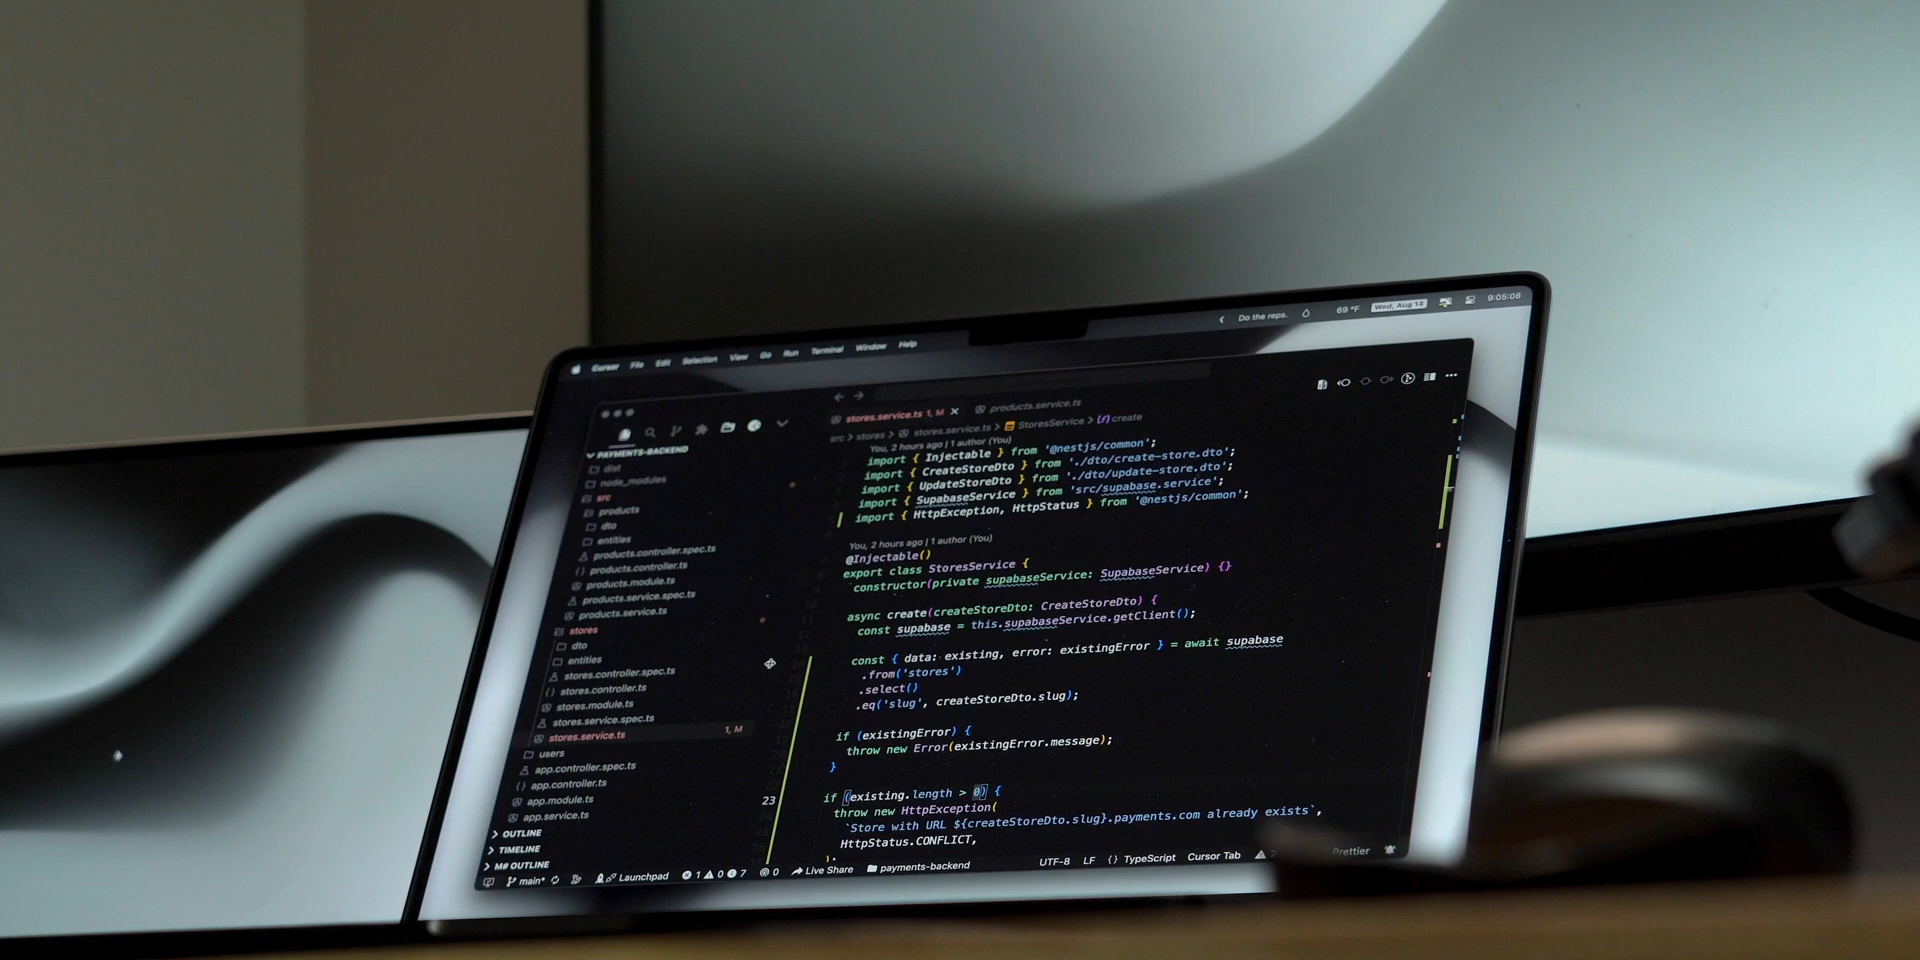 Cursor File Edit Selection View Go Run Terminal Window Help
Do the reps. 69 °F Wed, Aug 14 9:05:08
PAYMENTS-BACKEND
dist
node_modules
src
products
dto
entities
products.controller.spec.ts
products.controller.ts
products.module.ts
products.service.spec.ts
products.service.ts
stores
dto
entities
stores.controller.spec.ts
stores.controller.ts
stores.module.ts
stores.service.spec.ts
stores.service.ts 1, M
users
app.controller.spec.ts
app.controller.ts
app.module.ts
app.service.ts
OUTLINE
TIMELINE
M# OUTLINE
stores.service.ts 1, M products.service.ts
src > stores > stores.service.ts > StoresService > create
You, 2 hours ago | 1 author (You)
import { Injectable } from '@nestjs/common';
import { CreateStoreDto } from './dto/create-store.dto';
import { UpdateStoreDto } from './dto/update-store.dto';
import { SupabaseService } from 'src/supabase.service';
import { HttpException, HttpStatus } from '@nestjs/common';
You, 2 hours ago | 1 author (You)
@Injectable()
export class StoresService {
constructor(private supabaseService: SupabaseService) {}
async create(createStoreDto: CreateStoreDto) {
const supabase = this.supabaseService.getClient();
const { data: existing, error: existingError } = await supabase
.from('stores')
.select()
.eq('slug', createStoreDto.slug);
if (existingError) {
throw new Error(existingError.message);
}
23 if (existing.length > 0) {
throw new HttpException(
`Store with URL ${createStoreDto.slug}.payments.com already exists`,
HttpStatus.CONFLICT,
);
main* Launchpad 1 0 7 0 Live Share payments-backend UTF-8 LF {} TypeScript Cursor Tab Prettier